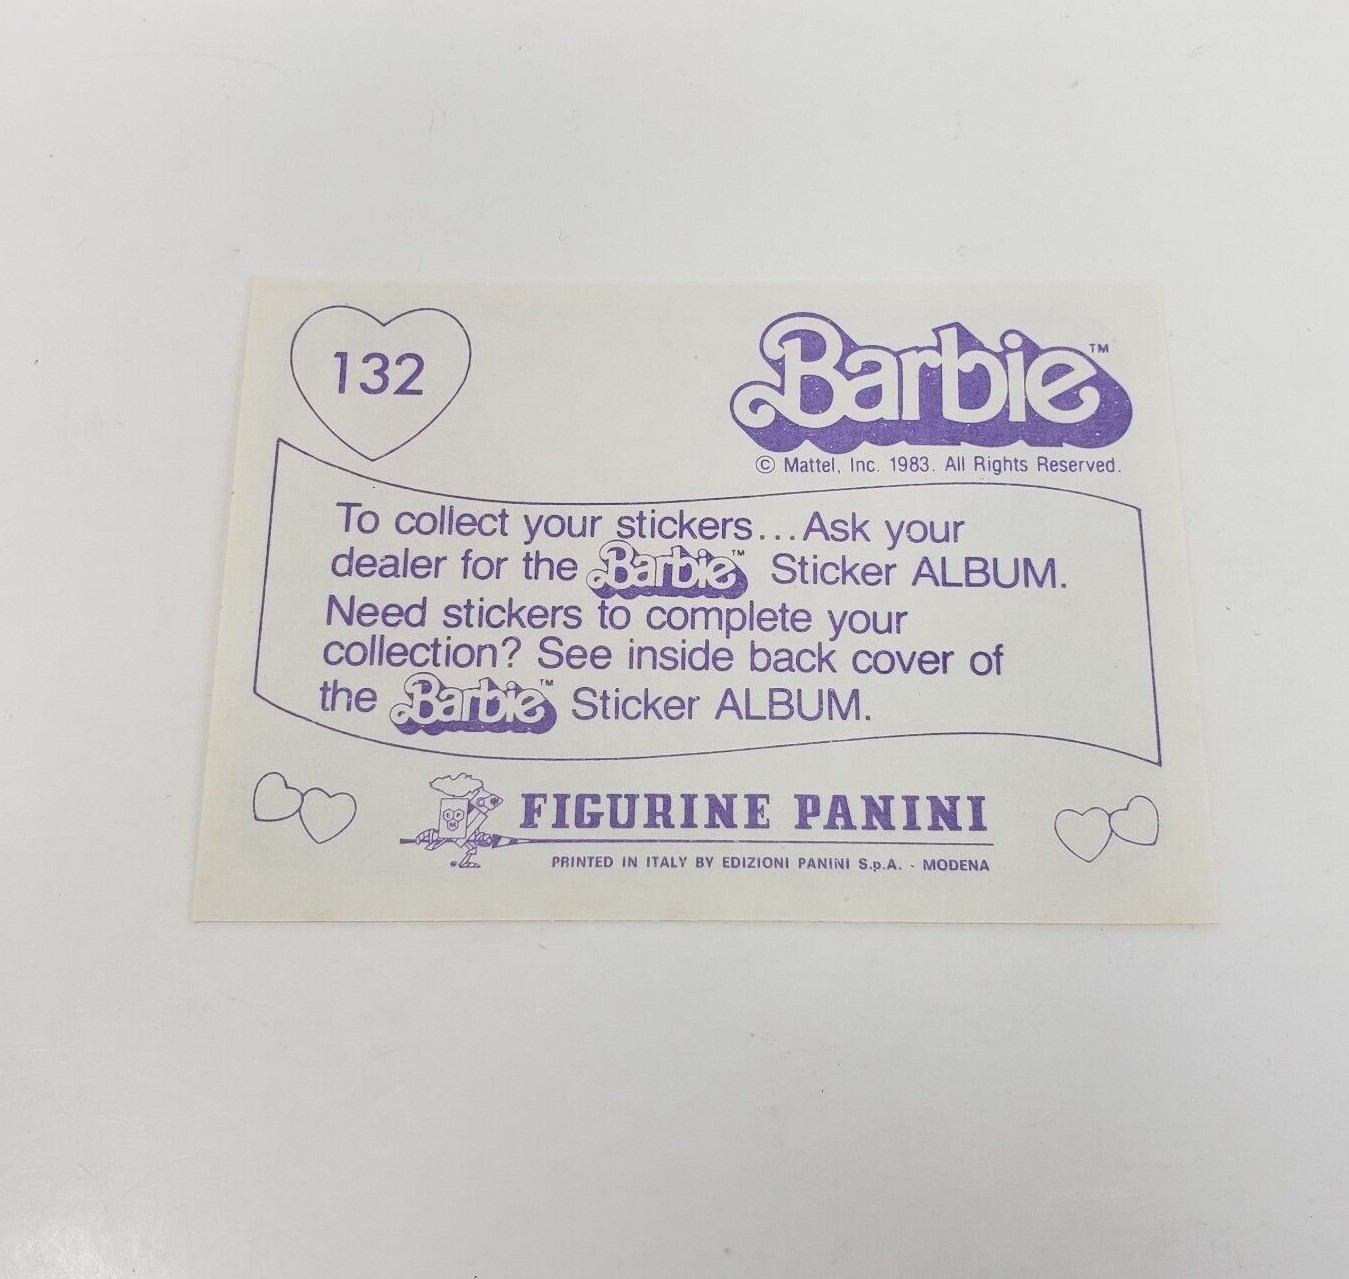 132
Barbie™
© Mattel, Inc. 1983. All Rights Reserved.
To collect your stickers...Ask your
dealer for the Barbie™ Sticker ALBUM.
Need stickers to complete your
collection? See inside back cover of
the Barbie™ Sticker ALBUM.
EPM
FIGURINE PANINI
PRINTED IN ITALY BY EDIZIONI PANINI S.p.A. - MODENA